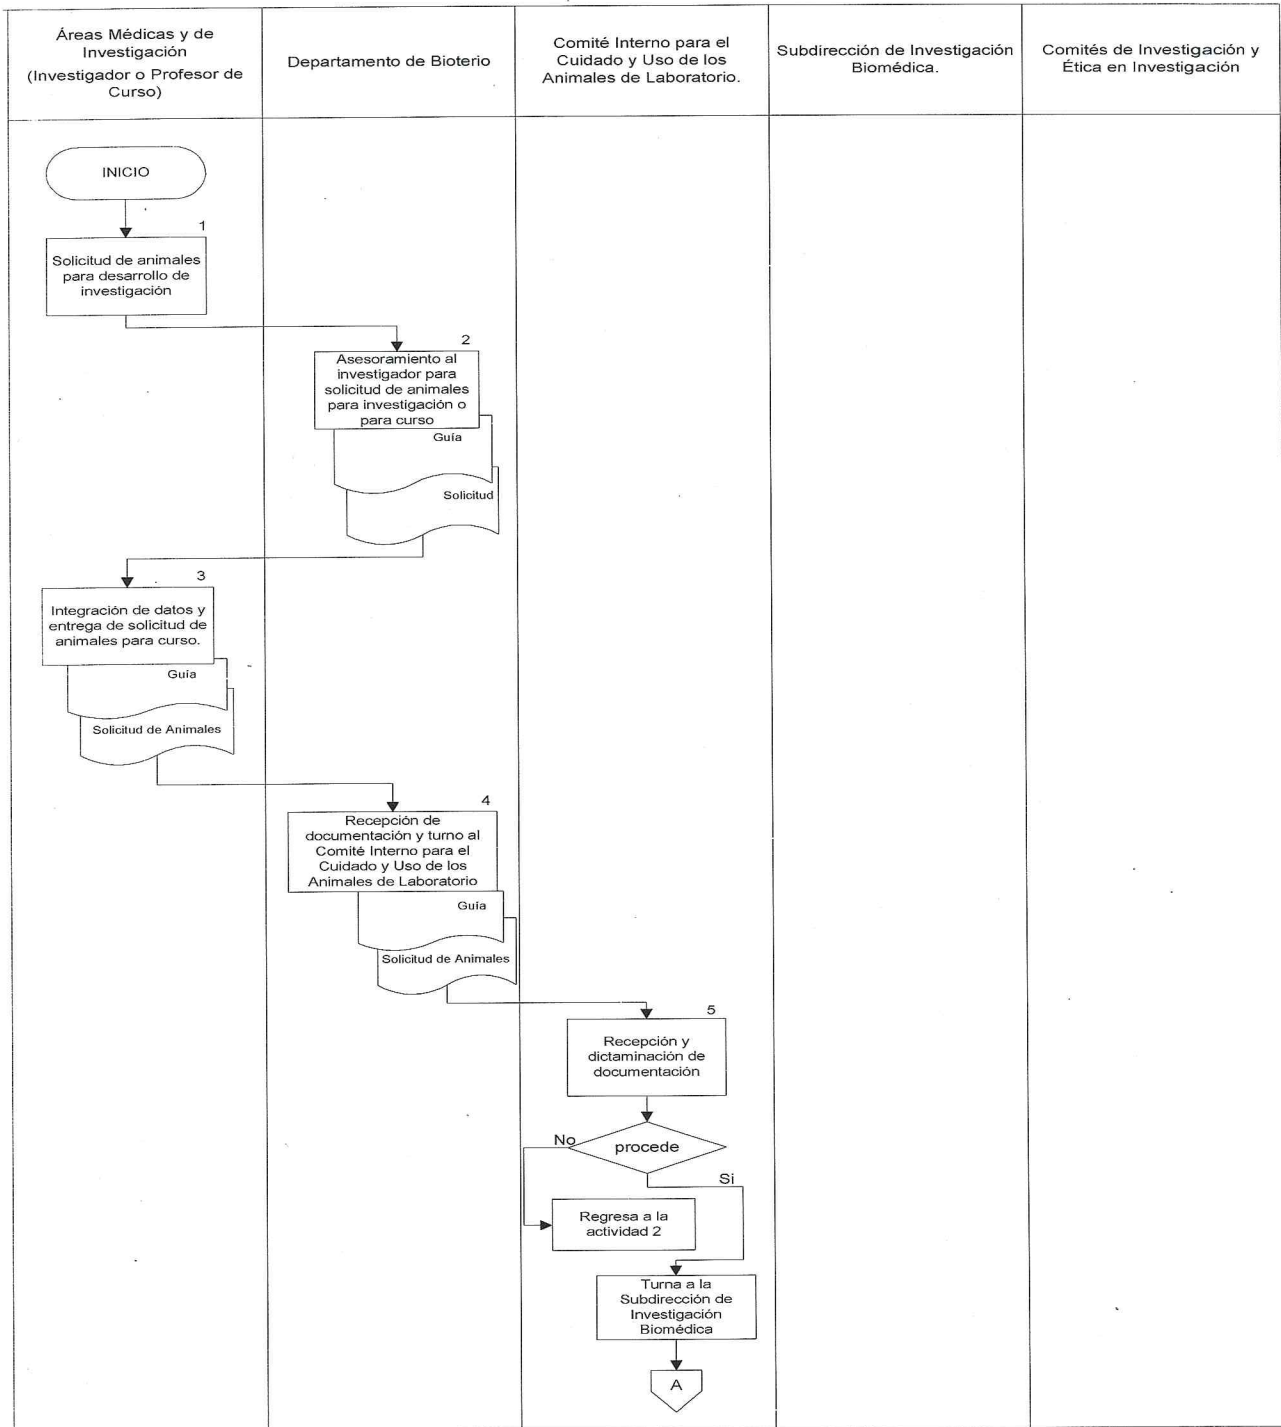 Áreas Médicas y de
Investigación
(Investigador o Profesor de
Curso)
Departamento de Bioterio
Comité Interno para el
Cuidado y Uso de los
Animales de Laboratorio.
Subdirección de Investigación
Biomédica.
Comités de Investigación y
Ética en Investigación
INICIO
1
Solicitud de animales
para desarrollo de
investigación
2
Asesoramiento al
investigador para
solicitud de animales
para investigación o
para curso
Guía
Solicitud
3
Integración de datos y
entrega de solicitud de
animales para curso.
Guía
Solicitud de Animales
4
Recepción de
documentación y turno al
Comité Interno para el
Cuidado y Uso de los
Animales de Laboratorio
Guía
Solicitud de Animales
5
Recepción y
dictaminación de
documentación
procede
No
Si
Regresa a la
actividad 2
Turna a la
Subdirección de
Investigación
Biomédica
A